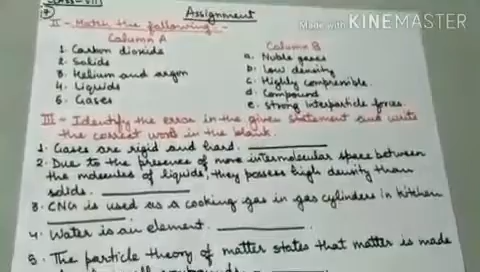 CLASS-VII
Assignment
Made With KINEMASTER
II - Match the following -
Column A
Column B
1. Carbon dioxide
a. Noble gases
2. Solids
b. low density
3. Helium and argon
c. Highly compressible.
4. Liquids
d. Compound
5. Gases
e. strong interparticle forces.
III - Identify the error in the given statement and write
the correct word in the blank.
1. Gases are rigid and hard.
2. Due to the presence of more intermolecular space between
the molecules of liquids, they possess high density than
solids.
3. CNG is used as a cooking gas in gas cylinders in kitchen
4. Water is an element.
5. The particle theory of matter states that matter is made